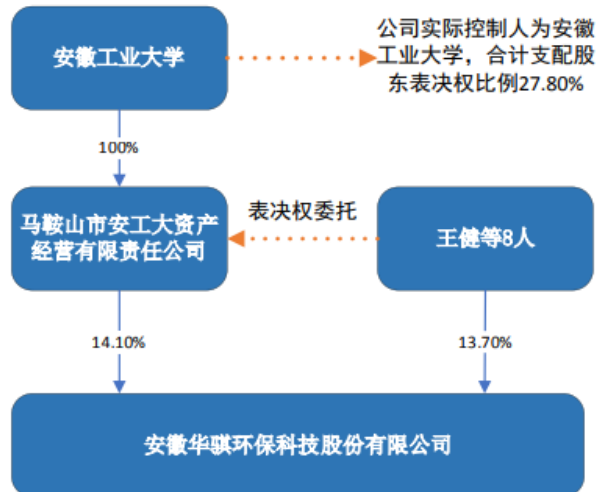 安徽工业大学
公司实际控制人为安徽
工业大学，合计支配股
东表决权比例27.80%
100%
马鞍山市安工大资产
经营有限责任公司
表决权委托
王健等8人
14.10%
13.70%
安徽华骐环保科技股份有限公司